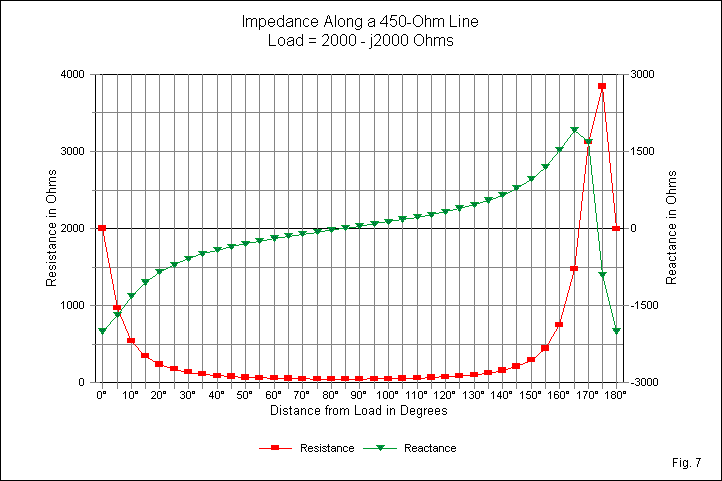 Impedance Along a 450-Ohm Line
Load = 2000 - j2000 Ohms
4000
3000
2000
1000
0
Resistance in Ohms
3000
1500
0
-1500
-3000
Reactance in Ohms
0° 10° 20° 30° 40° 50° 60° 70° 80° 90° 100° 110° 120° 130° 140° 150° 160° 170° 180°
Distance from Load in Degrees
Resistance Reactance
Fig. 7